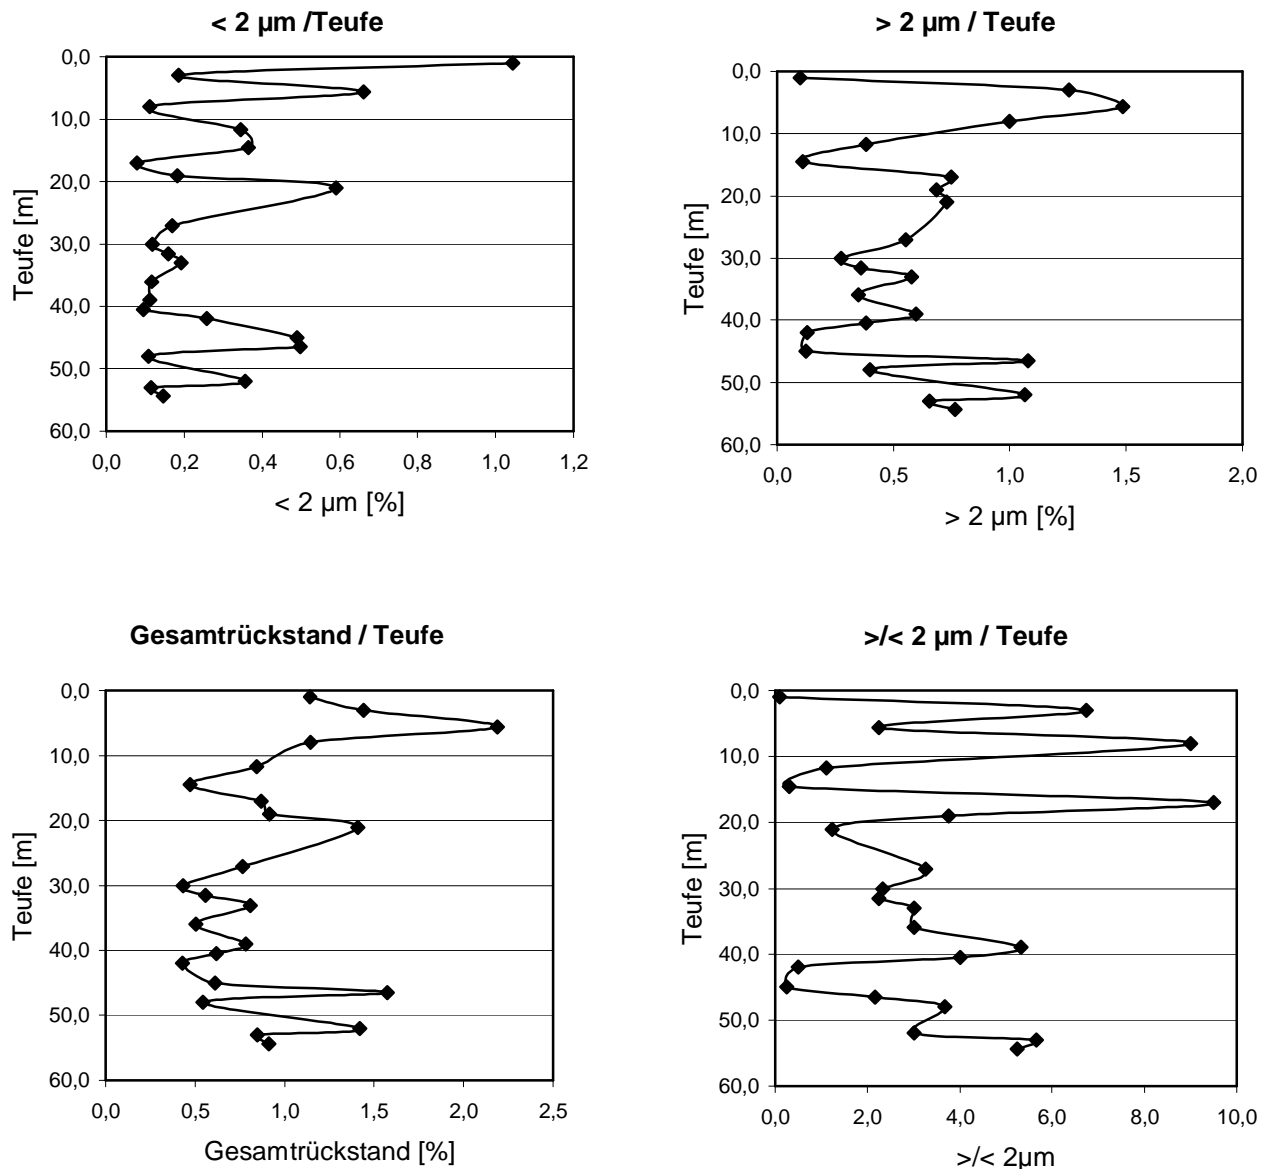 < 2 µm /Teufe
0,0
10,0
20,0
30,0
40,0
50,0
60,0
Teufe [m]
0,0 0,2 0,4 0,6 0,8 1,0 1,2
< 2 µm [%]
> 2 µm / Teufe
0,0
10,0
20,0
30,0
40,0
50,0
60,0
Teufe [m]
0,0 0,5 1,0 1,5 2,0
> 2 µm [%]
Gesamtrückstand / Teufe
0,0
10,0
20,0
30,0
40,0
50,0
60,0
Teufe [m]
0,0 0,5 1,0 1,5 2,0 2,5
Gesamtrückstand [%]
>/< 2 µm / Teufe
0,0
10,0
20,0
30,0
40,0
50,0
60,0
Teufe [m]
0,0 2,0 4,0 6,0 8,0 10,0
>/< 2µm